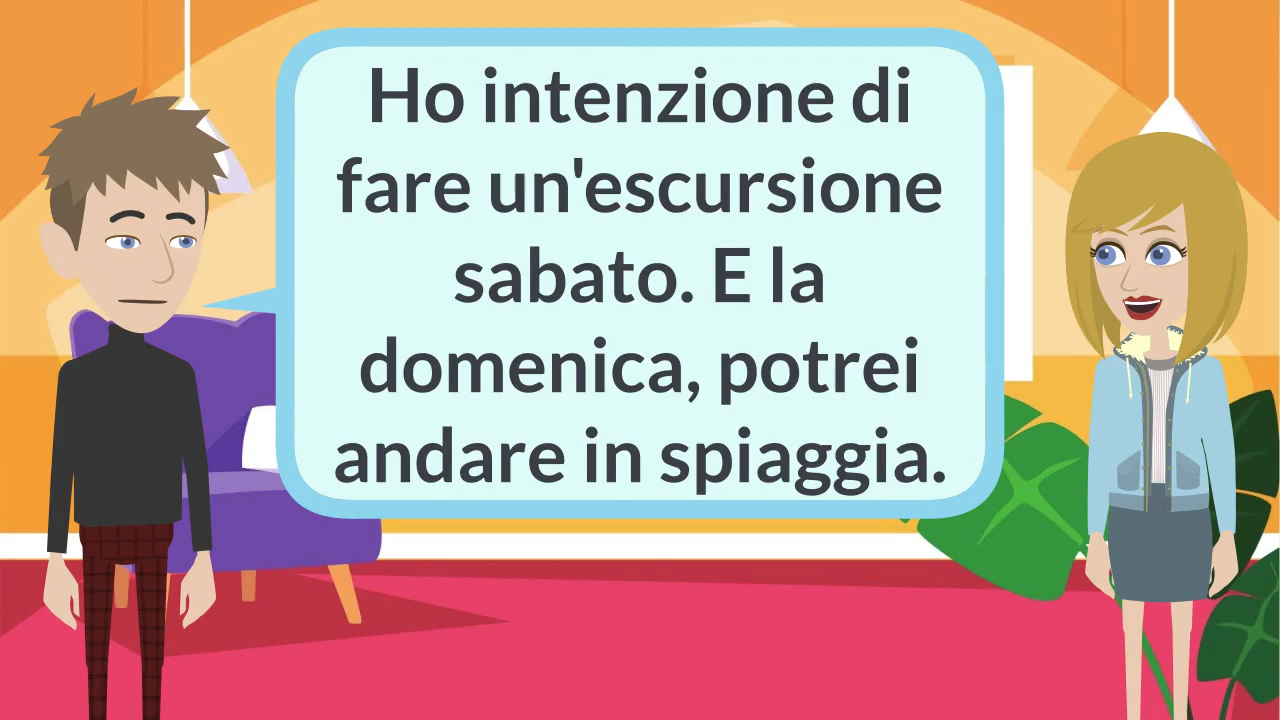 Ho intenzione di
fare un'escursione
sabato. E la
domenica, potrei
andare in spiaggia.